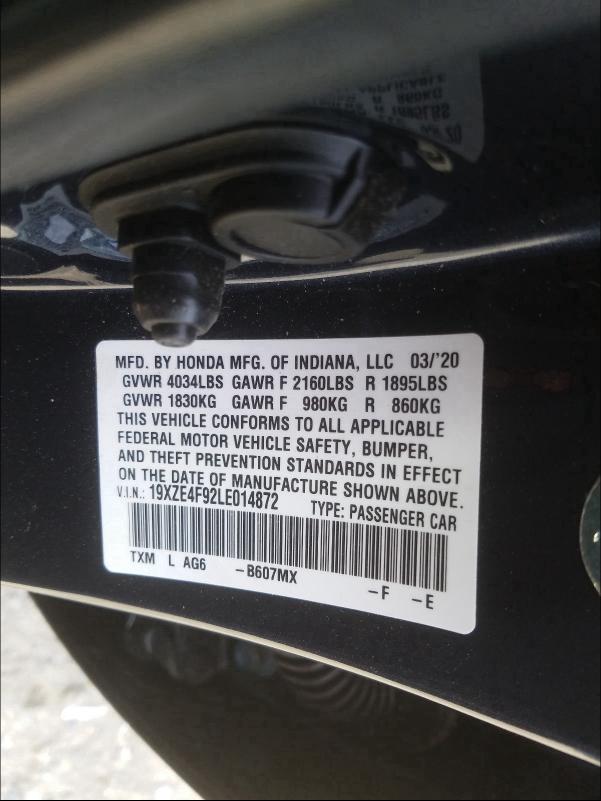 MFD. BY HONDA MFG. OF INDIANA, LLC 03/'20
GVWR 4034LBS GAWR F 2160LBS R 1895LBS
GVWR 1830KG GAWR F 980KG R 860KG
THIS VEHICLE CONFORMS TO ALL APPLICABLE
FEDERAL MOTOR VEHICLE SAFETY, BUMPER,
AND THEFT PREVENTION STANDARDS IN EFFECT
ON THE DATE OF MANUFACTURE SHOWN ABOVE.
V.I.N.: 19XZE4F92LE014872 TYPE: PASSENGER CAR
TXM L AG6 -B607MX -F -E